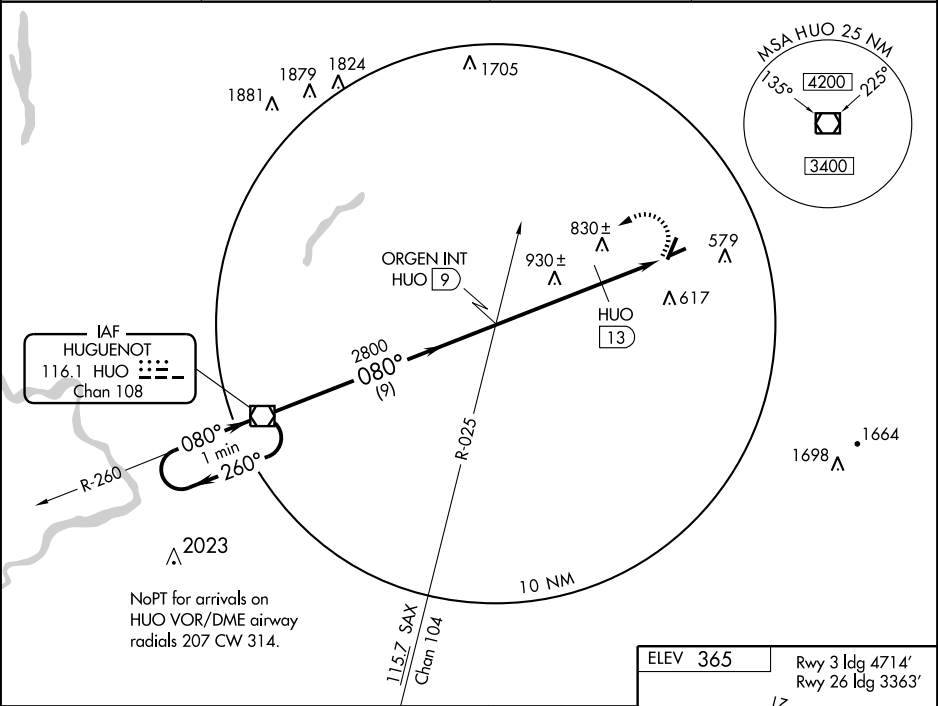 MSA HUO 25 NM
4200
135°
225°
3400
1881
1879
1824
1705
ORGEN INT
HUO 9
930±
830±
579
617
HUO
13
IAF
HUGUENOT
116.1 HUO
Chan 108
2800
080°
(9)
080°
1 min
260°
R-260
R-025
1698
1664
2023
10 NM
NoPT for arrivals on
HUO VOR/DME airway
radials 207 CW 314.
115.7 SAX
Chan 104
ELEV 365
Rwy 3 ldg 4714'
Rwy 26 ldg 3363'